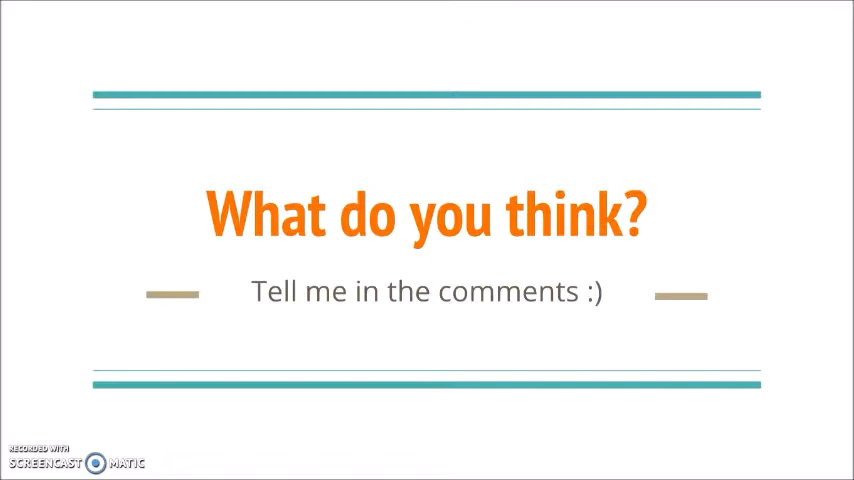 What do you think?
Tell me in the comments :)
RECORDED WITH
SCREENCAST MATIC